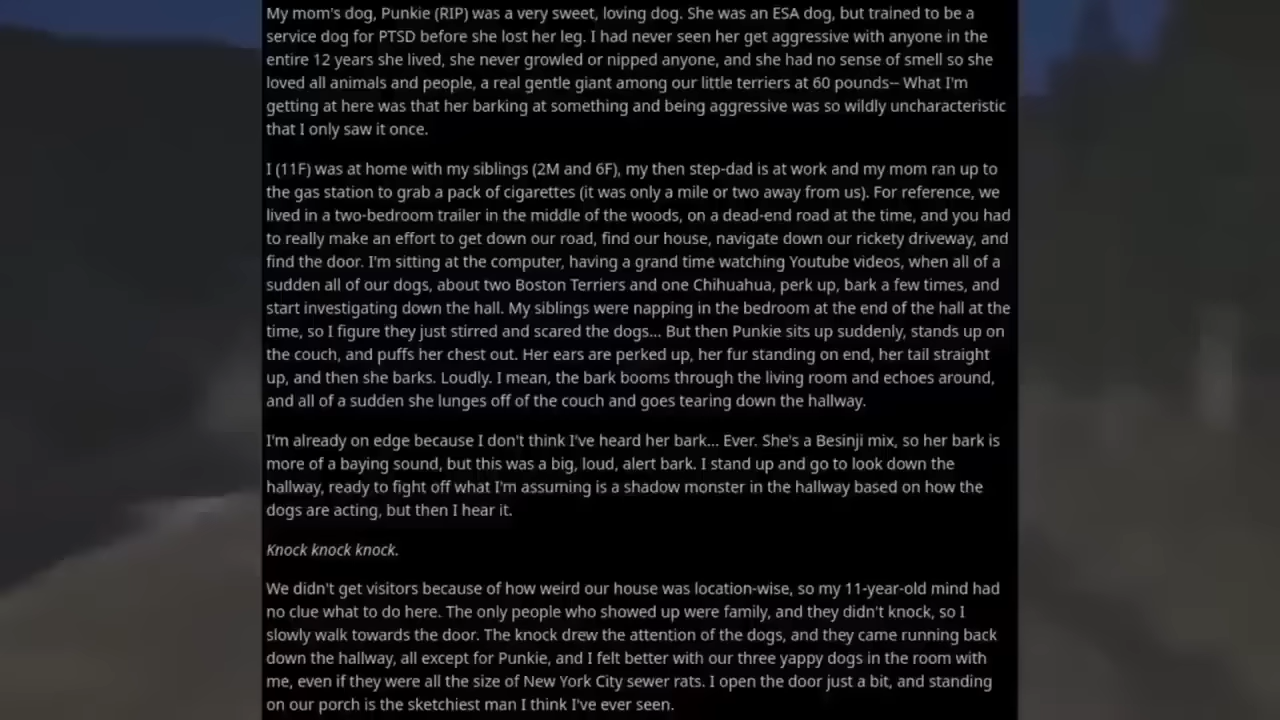 My mom's dog, Punkie (RIP) was a very sweet, loving dog. She was an ESA dog, but trained to be a
service dog for PTSD before she lost her leg. I had never seen her get aggressive with anyone in the
entire 12 years she lived, she never growled or nipped anyone, and she had no sense of smell so she
loved all animals and people, a real gentle giant among our little terriers at 60 pounds-- What I'm
getting at here was that her barking at something and being aggressive was so wildly uncharacteristic
that I only saw it once.
I (11F) was at home with my siblings (2M and 6F), my then step-dad is at work and my mom ran up to
the gas station to grab a pack of cigarettes (it was only a mile or two away from us). For reference, we
lived in a two-bedroom trailer in the middle of the woods, on a dead-end road at the time, and you had
to really make an effort to get down our road, find our house, navigate down our rickety driveway, and
find the door. I'm sitting at the computer, having a grand time watching Youtube videos, when all of a
sudden all of our dogs, about two Boston Terriers and one Chihuahua, perk up, bark a few times, and
start investigating down the hall. My siblings were napping in the bedroom at the end of the hall at the
time, so I figure they just stirred and scared the dogs... But then Punkie sits up suddenly, stands up on
the couch, and puffs her chest out. Her ears are perked up, her fur standing on end, her tail straight
up, and then she barks. Loudly. I mean, the bark booms through the living room and echoes around,
and all of a sudden she lunges off of the couch and goes tearing down the hallway.
I'm already on edge because I don't think I've heard her bark... Ever. She's a Besinji mix, so her bark is
more of a baying sound, but this was a big, loud, alert bark. I stand up and go to look down the
hallway, ready to fight off what I'm assuming is a shadow monster in the hallway based on how the
dogs are acting, but then I hear it.
Knock knock knock.
We didn't get visitors because of how weird our house was location-wise, so my 11-year-old mind had
no clue what to do here. The only people who showed up were family, and they didn't knock, so I
slowly walk towards the door. The knock drew the attention of the dogs, and they came running back
down the hallway, all except for Punkie, and I felt better with our three yappy dogs in the room with
me, even if they were all the size of New York City sewer rats. I open the door just a bit, and standing
on our porch is the sketchiest man I think I've ever seen.